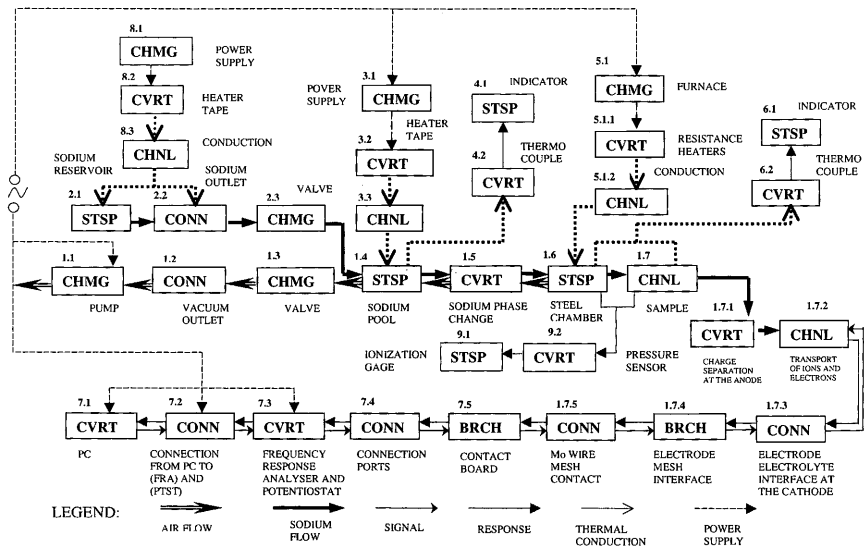 8.1
CHMG
POWER SUPPLY
8.2
CVRT
HEATER TAPE
8.3
CHNL
CONDUCTION
SODIUM RESERVOIR
SODIUM OUTLET
2.1
STSP
2.2
CONN
2.3
CHMG
VALVE
3.1
CHMG
POWER SUPPLY
3.2
CVRT
HEATER TAPE
3.3
CHNL
4.1
STSP
INDICATOR
4.2
CVRT
THERMO COUPLE
5.1
CHMG
FURNACE
5.1.1
CVRT
RESISTANCE HEATERS
5.1.2
CHNL
CONDUCTION
6.1
STSP
INDICATOR
6.2
CVRT
THERMO COUPLE
1.1
CHMG
PUMP
1.2
CONN
VACUUM OUTLET
1.3
CHMG
VALVE
1.4
STSP
SODIUM POOL
1.5
CVRT
SODIUM PHASE CHANGE
1.6
STSP
STEEL CHAMBER
1.7
CHNL
SAMPLE
1.7.1
CVRT
CHARGE SEPARATION AT THE ANODE
1.7.2
CHNL
TRANSPORT OF IONS AND ELECTRONS
9.1
STSP
IONIZATION GAGE
9.2
CVRT
PRESSURE SENSOR
7.1
CVRT
PC
7.2
CONN
CONNECTION FROM PC TO (FRA) AND (PTST)
7.3
CVRT
FREQUENCY RESPONSE ANALYSER AND POTENTIOSTAT
7.4
CONN
CONNECTION PORTS
7.5
BRCH
CONTACT BOARD
1.7.5
CONN
Mo WIRE MESH CONTACT
1.7.4
BRCH
ELECTRODE MESH INTERFACE
1.7.3
CONN
ELECTRODE ELECTROLYTE INTERFACE AT THE CATHODE
LEGEND:
AIR FLOW
SODIUM FLOW
SIGNAL
RESPONSE
THERMAL CONDUCTION
POWER SUPPLY